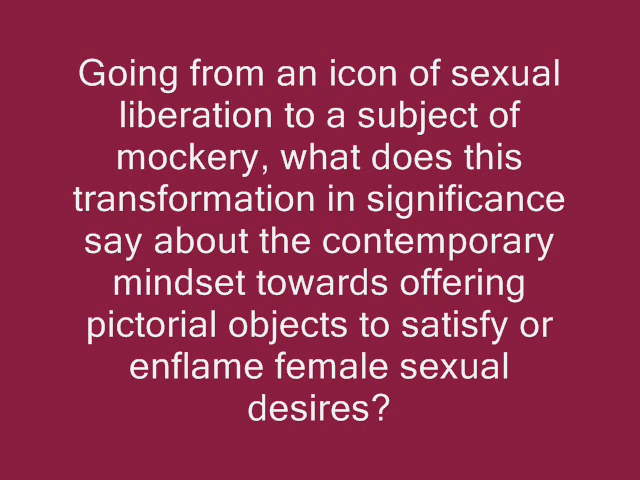 Going from an icon of sexual
liberation to a subject of
mockery, what does this
transformation in significance
say about the contemporary
mindset towards offering
pictorial objects to satisfy or
enflame female sexual
desires?